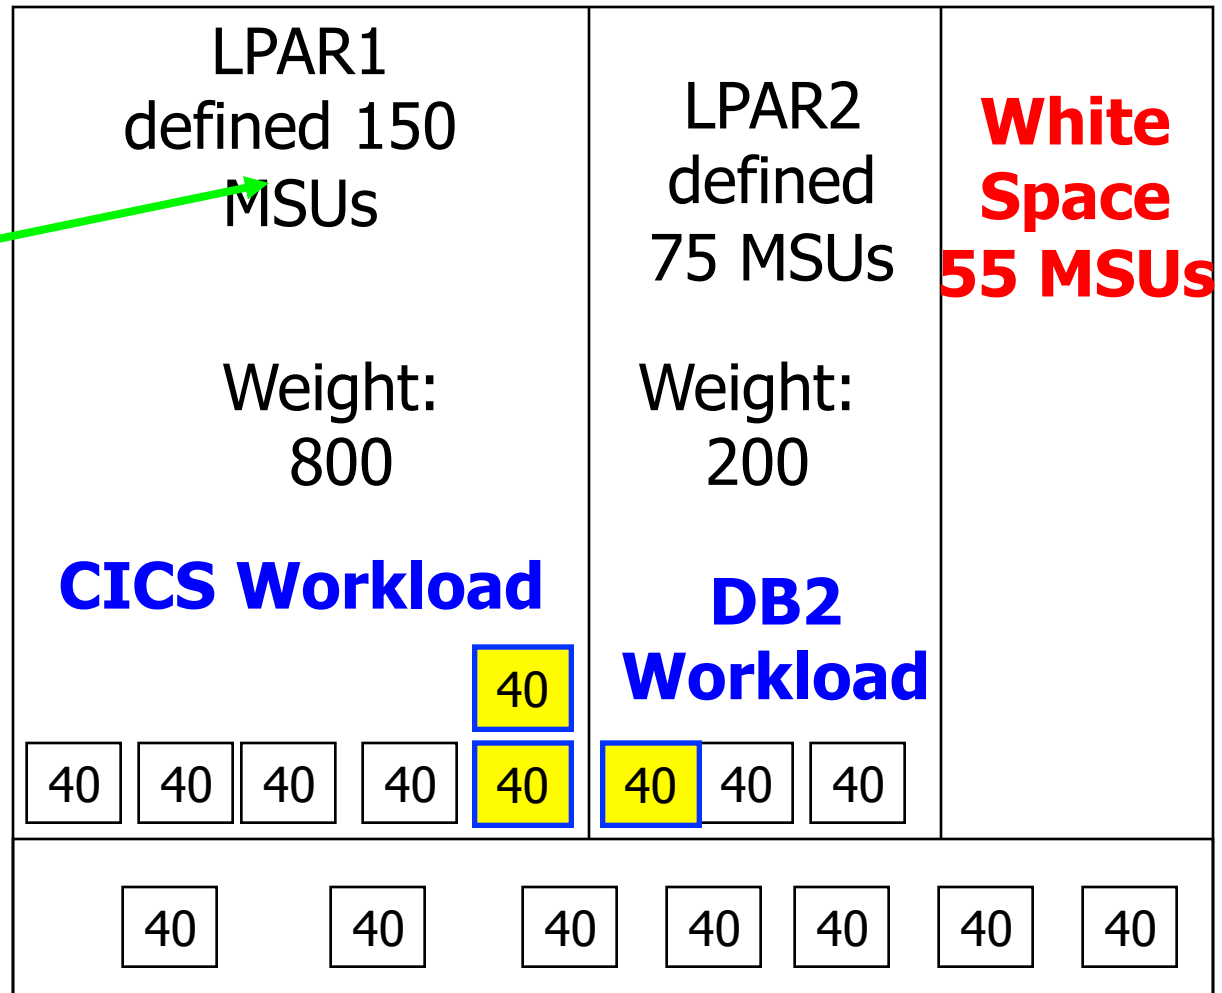 LPAR1
defined 150
MSUs
Weight:
800
CICS Workload
40
40 40 40 40 40
LPAR2
defined
75 MSUs
Weight:
200
DB2
Workload
40 40 40
White
Space
55 MSUs
40 40 40 40 40 40 40